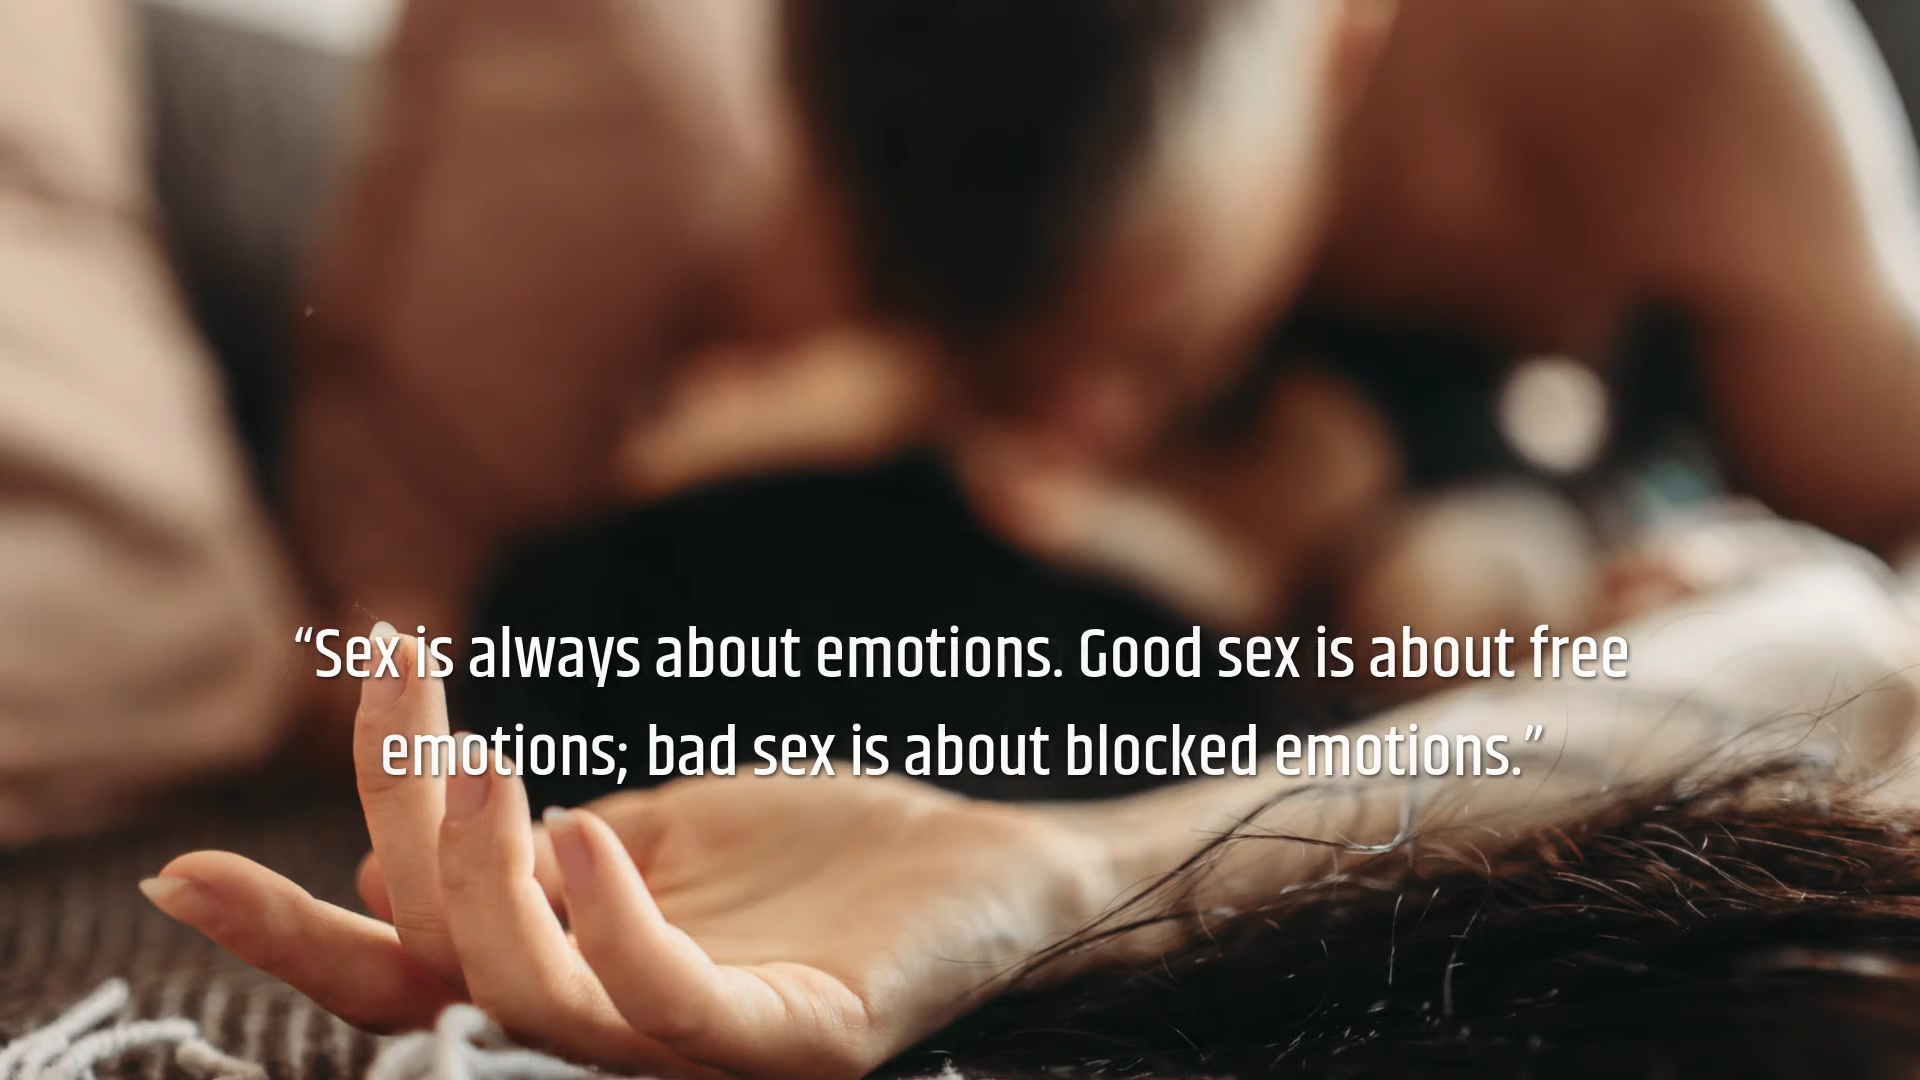 “Sex is always about emotions. Good sex is about free
emotions; bad sex is about blocked emotions.”